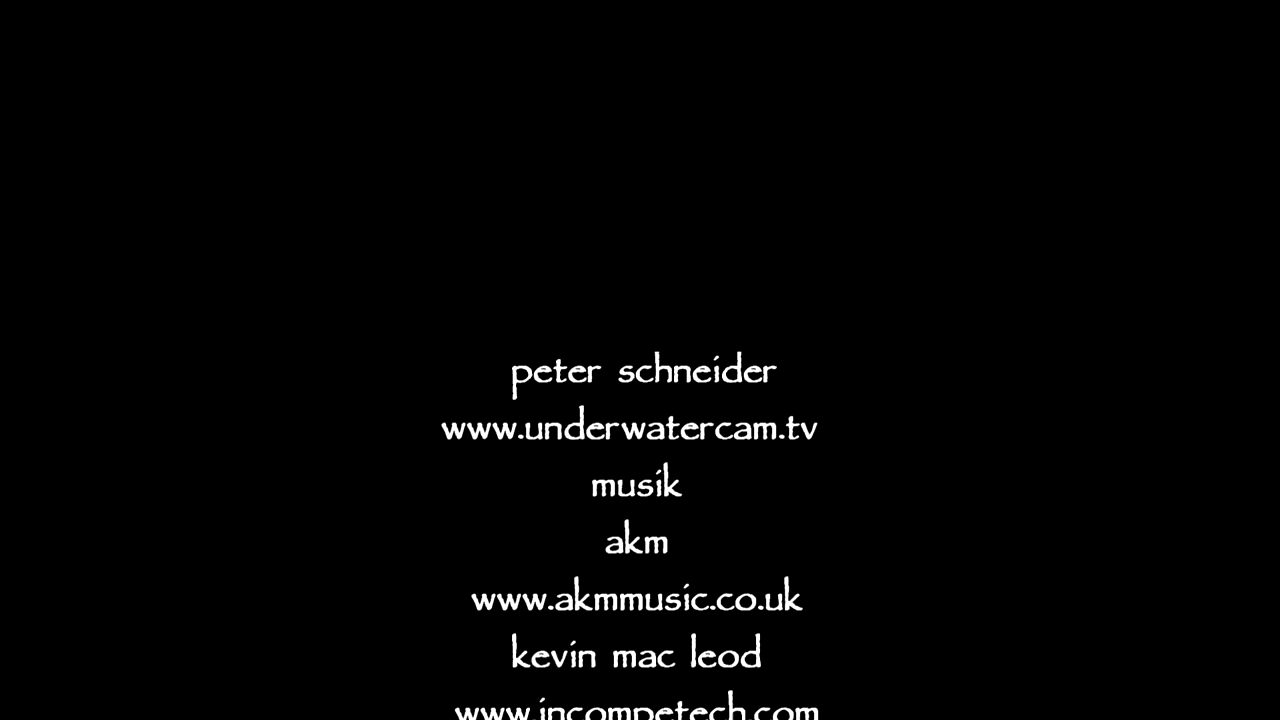 peter schneider
www.underwatercam.tv
musik
akm
www.akmmusic.co.uk
kevin mac leod
www.incompetech.com